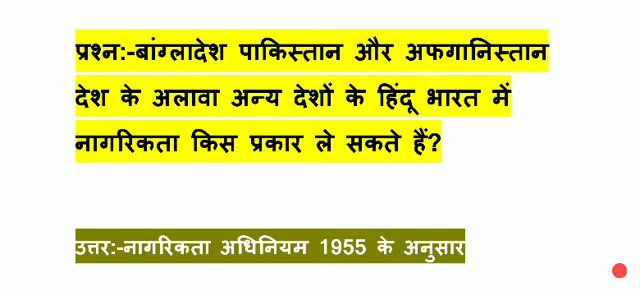 प्रश्न:-बांग्लादेश पाकिस्तान और अफगानिस्तान
देश के अलावा अन्य देशों के हिंदू भारत में
नागरिकता किस प्रकार ले सकते हैं?
उत्तर:-नागरिकता अधिनियम 1955 के अनुसार